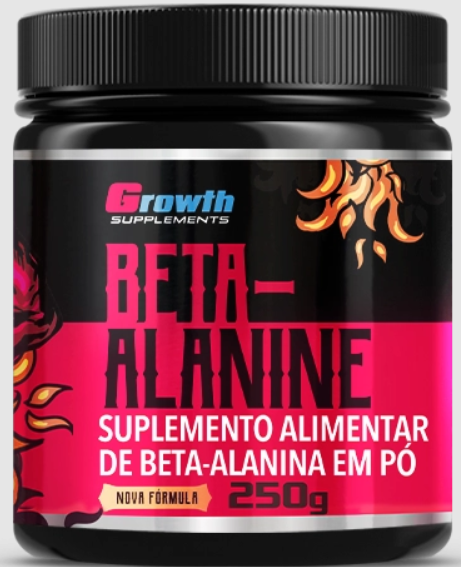 Growth
SUPPLEMENTS
BETA-
ALANINE
SUPLEMENTO ALIMENTAR
DE BETA-ALANINA EM PÓ
NOVA FÓRMULA 250g